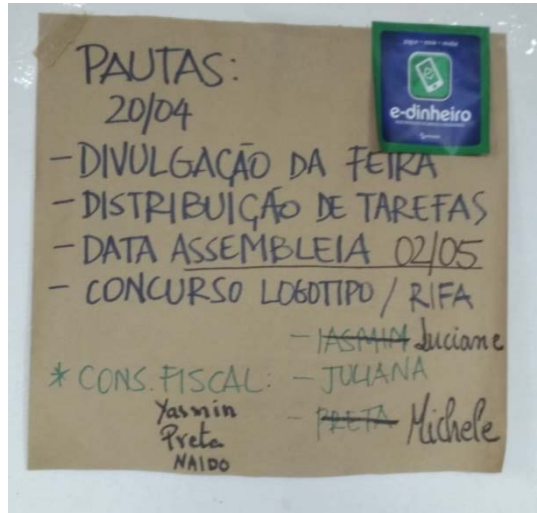 PAUTAS:
20/04
- DIVULGAÇÃO DA FEIRA
- DISTRIBUIÇÃO DE TAREFAS
- DATA ASSEMBLEIA 02/05
- CONCURSO LOGOTIPO / RIFA
- IASMIM Luciane
* CONS. FISCAL: - JULIANA
- PRETA Michele
Yasmin
Preta
NAIDO
e-dinheiro